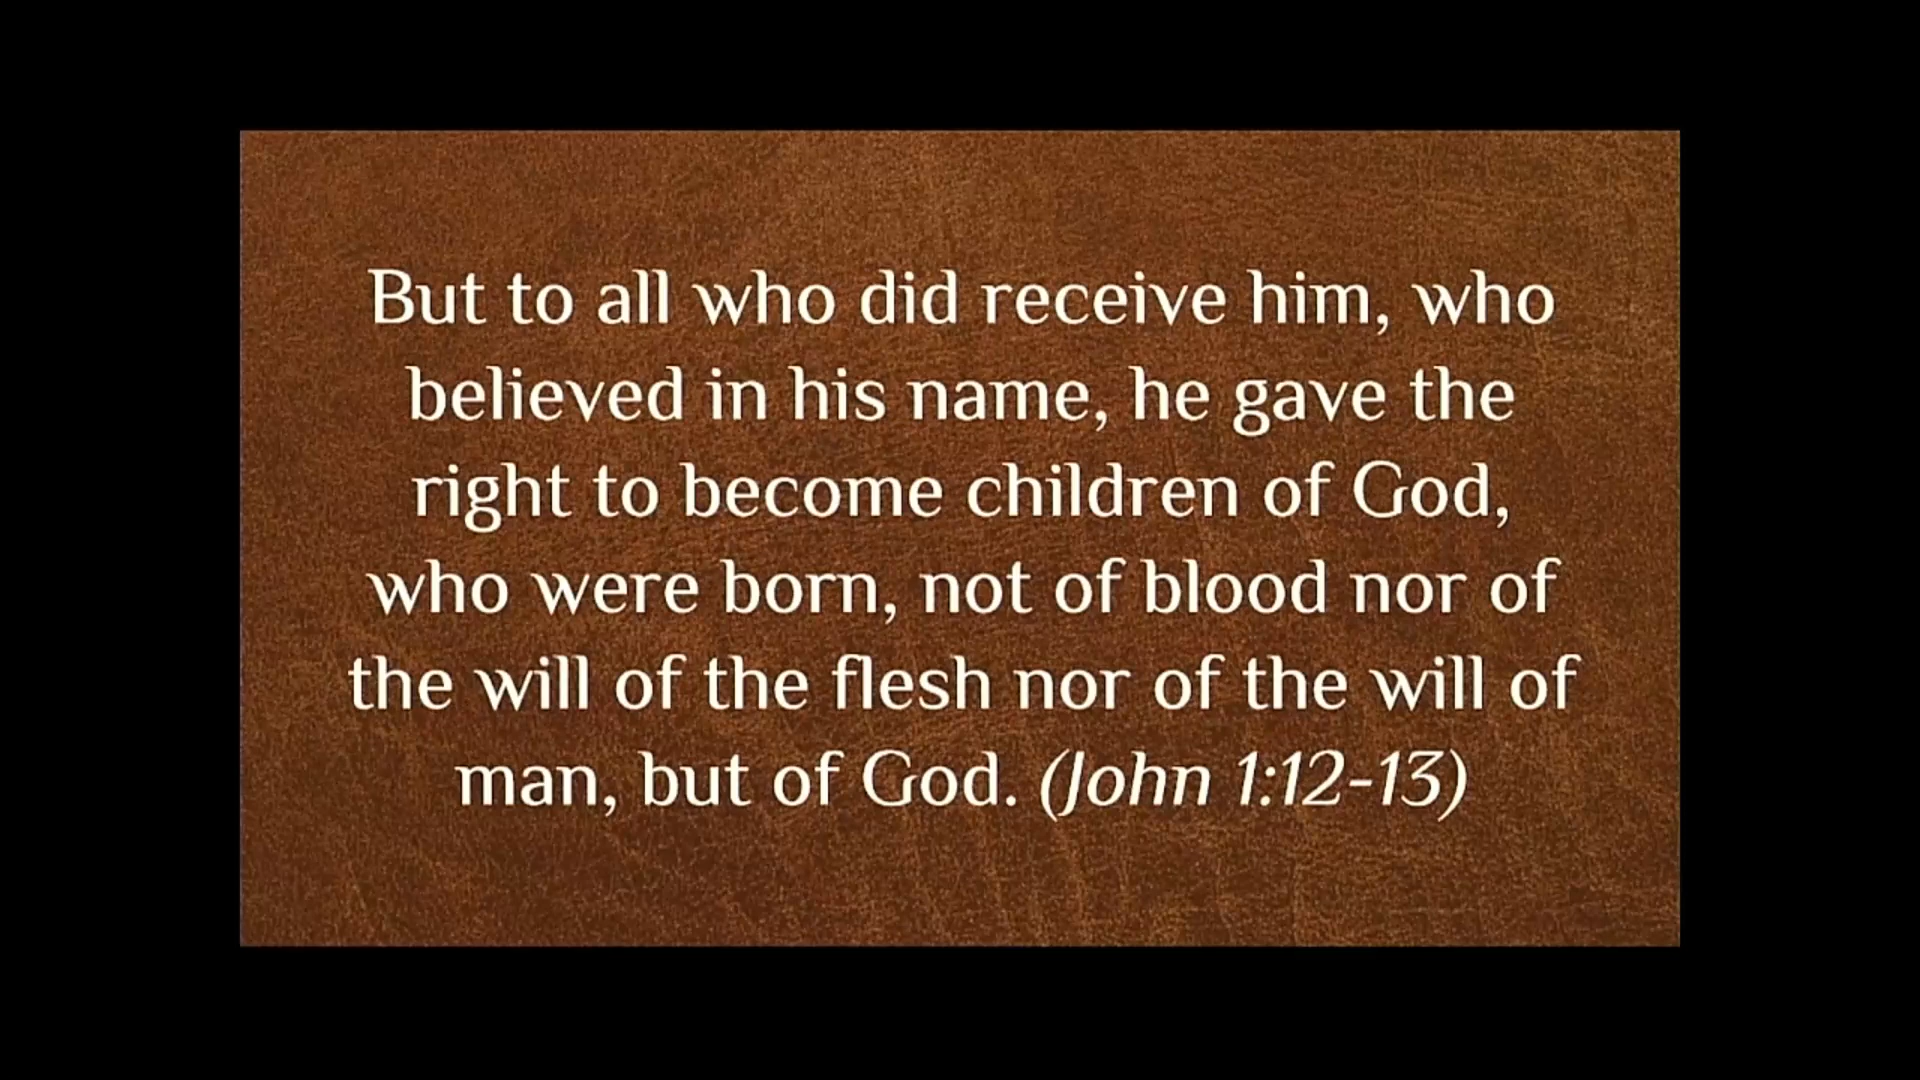 But to all who did receive him, who
believed in his name, he gave the
right to become children of God,
who were born, not of blood nor of
the will of the flesh nor of the will of
man, but of God. (John 1:12-13)